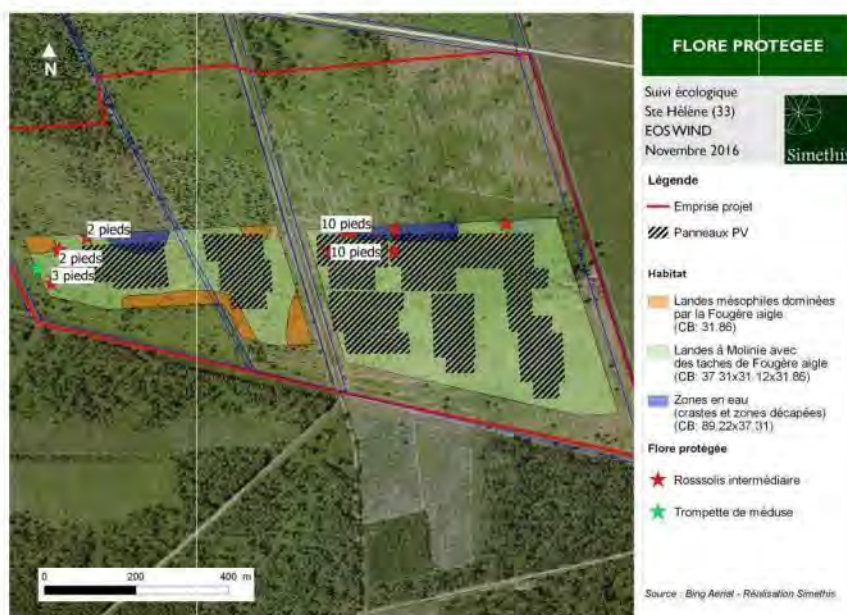 N
2 pieds
2 pieds
3 pieds
10 pieds
10 pieds
0 200 400 m
FLORE PROTEGEE
Suivi écologique
Ste Hélène (33)
EOSWIND
Novembre 2016
Simethis
Légende
Emprise projet
Panneaux PV
Habitat
Landes mésophiles dominées
par la Fougère aigle
(CB: 31.86)
Landes à Molinie avec
des taches de Fougère aigle
(CB: 37.31x31.12x31.86)
Zones en eau
(crastes et zones décapées)
(CB: 89.22x37.31)
Flore protégée
Rosssolis intermédiaire
Trompette de méduse
Source : Bing Aerial - Réalisation Simethis